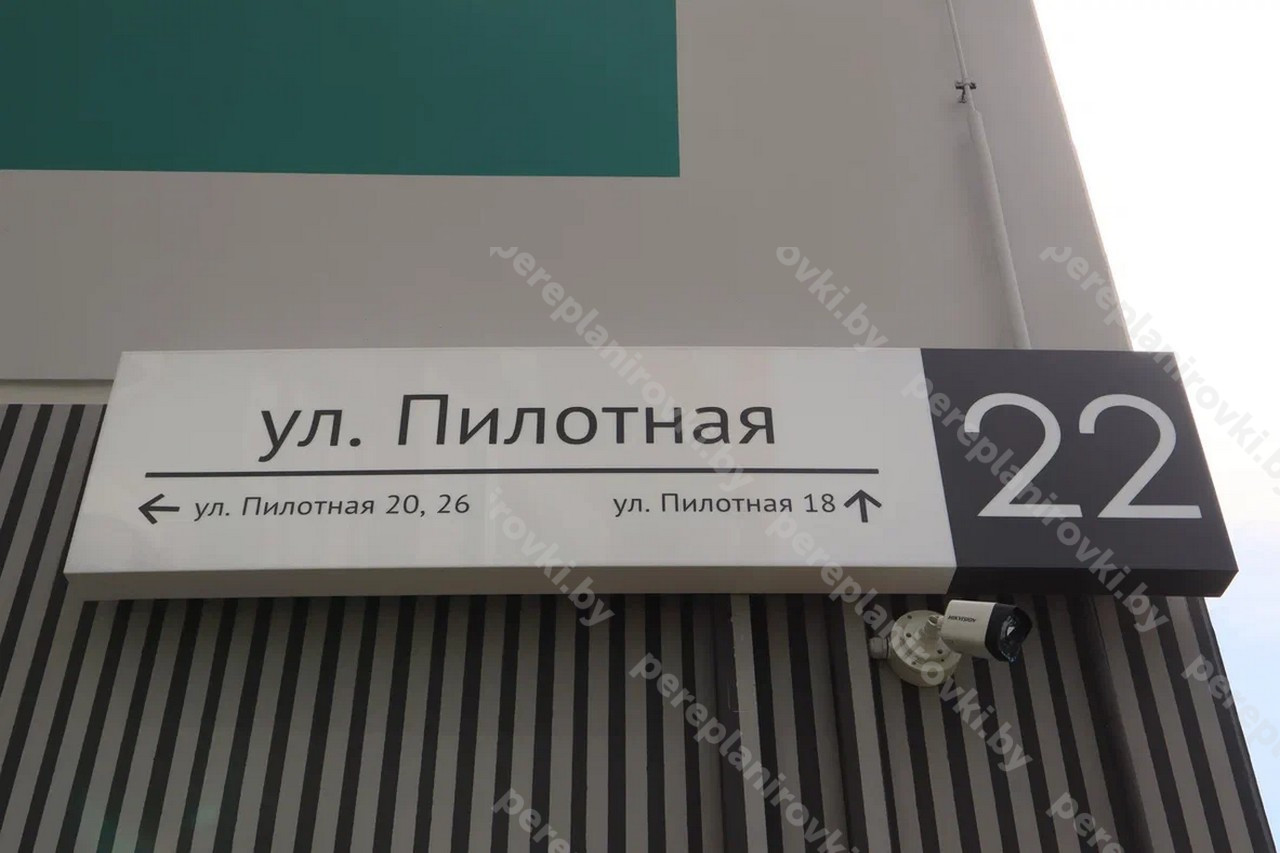 ул. Пилотная
22
← ул. Пилотная 20, 26
ул. Пилотная 18 ↑
HIKVISION
pereplanirovki.by